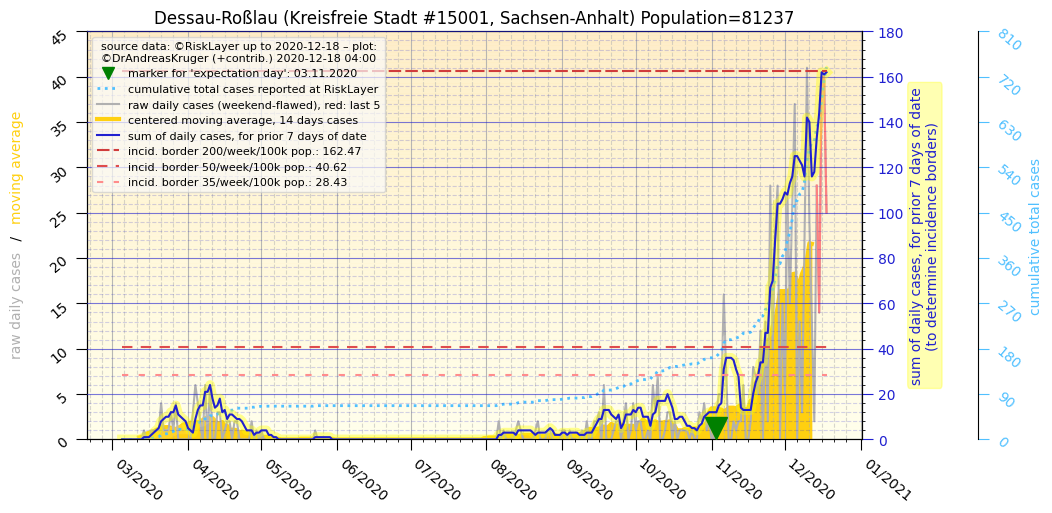 Dessau-Roßlau (Kreisfreie Stadt #15001, Sachsen-Anhalt) Population=81237
source data: ©RiskLayer up to 2020-12-18 – plot:
©DrAndreasKruger (+contrib.) 2020-12-18 04:00
marker for 'expectation day': 03.11.2020
cumulative total cases reported at RiskLayer
raw daily cases (weekend-flawed), red: last 5
centered moving average, 14 days cases
sum of daily cases, for prior 7 days of date
incid. border 200/week/100k pop.: 162.47
incid. border 50/week/100k pop.: 40.62
incid. border 35/week/100k pop.: 28.43
raw daily cases / moving average
45
40
35
30
25
20
15
10
5
0
03/2020
04/2020
05/2020
06/2020
07/2020
08/2020
09/2020
10/2020
11/2020
12/2020
01/2021
180
160
140
120
100
80
60
40
20
0
sum of daily cases, for prior 7 days of date
(to determine incidence borders)
810
720
630
540
450
360
270
180
90
0
cumulative total cases